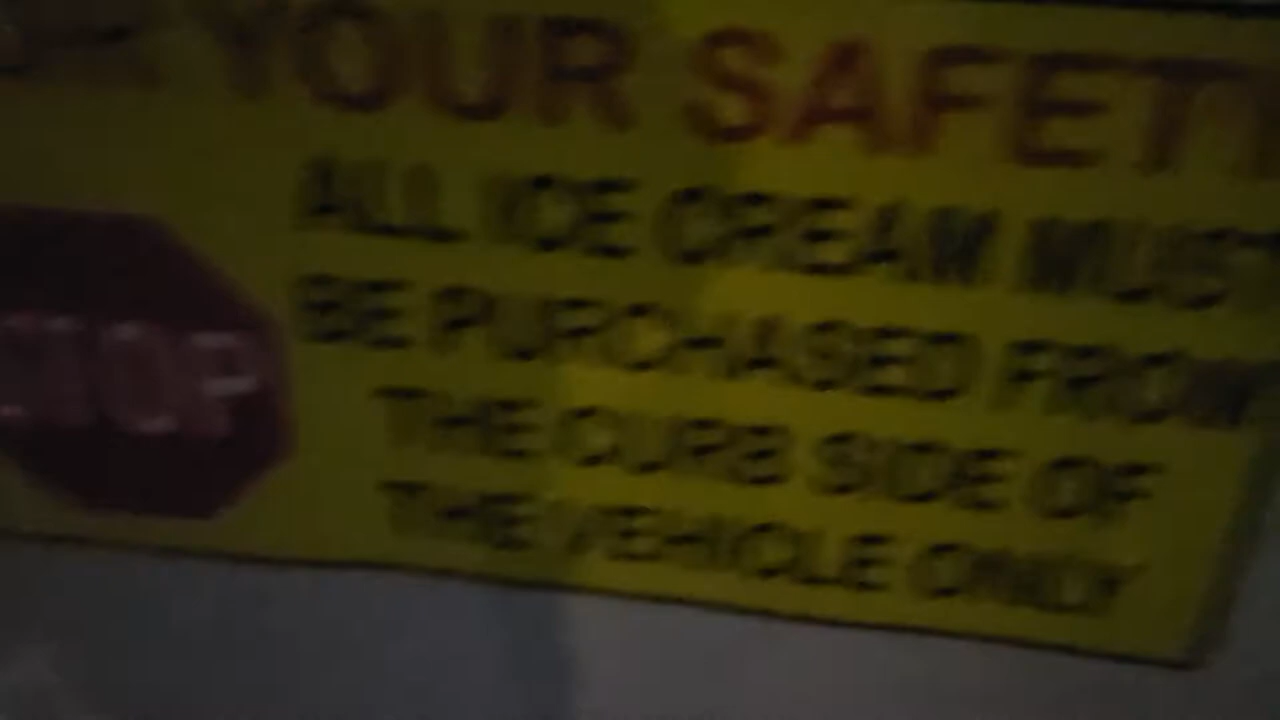 YOUR SAFETY
ALL ICE CREAM MUST
BE PURCHASED FROM
THE CURB SIDE OF
THE VEHICLE ONLY
STOP